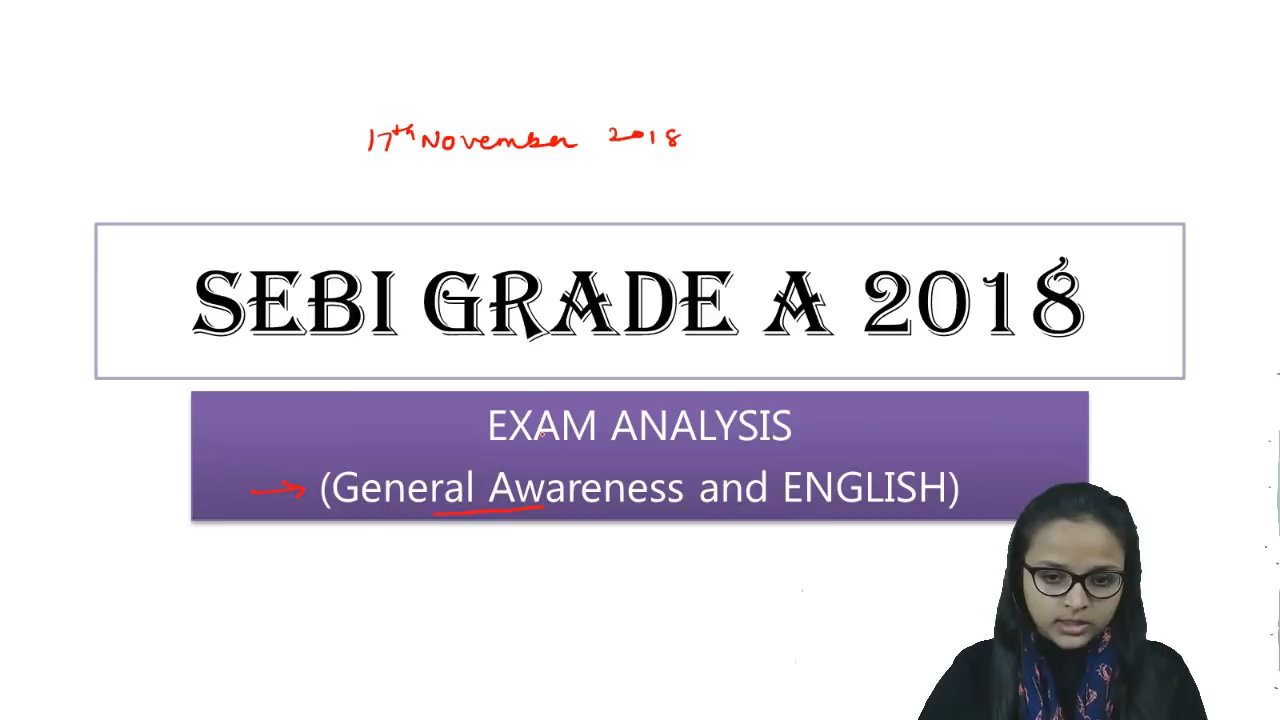 17th November 2018
SEBI GRADE A 2018
EXAM ANALYSIS
(General Awareness and ENGLISH)